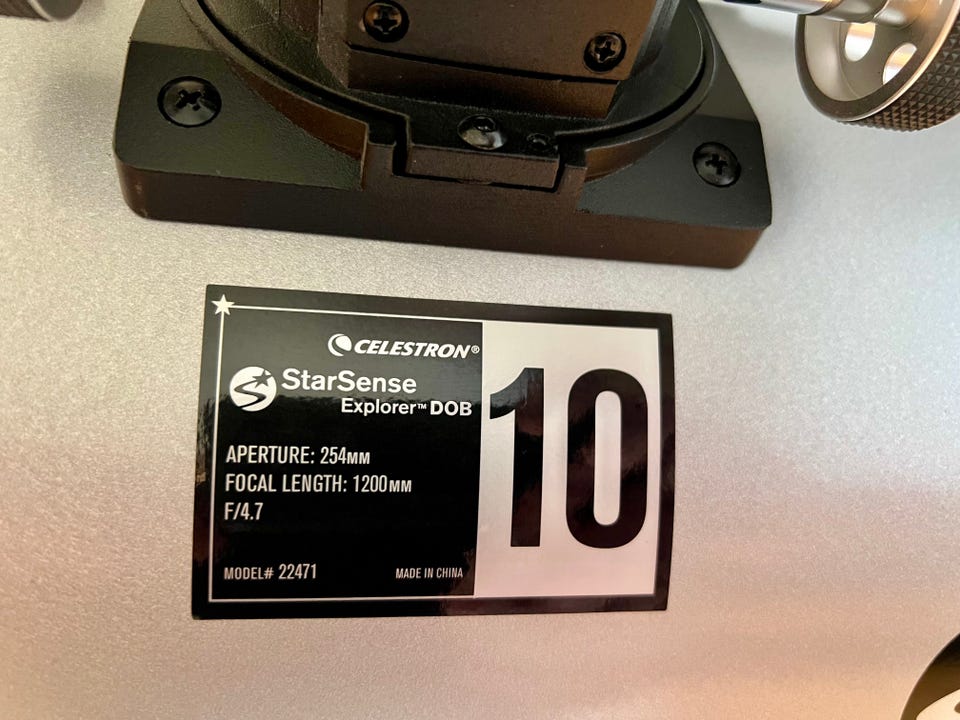 CELESTRON®
StarSense
Explorer™ DOB
APERTURE: 254MM
FOCAL LENGTH: 1200MM
F/4.7
MODEL# 22471
MADE IN CHINA
10